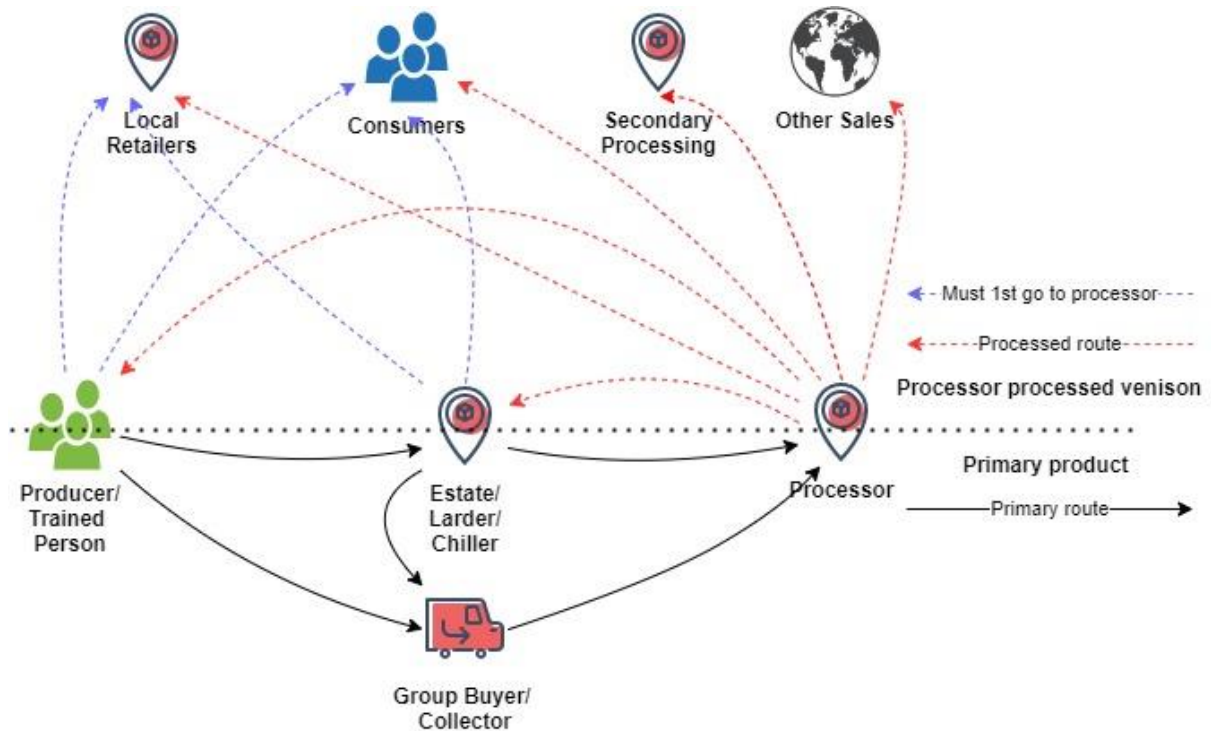 Local
Retailers
Consumers
Secondary
Processing
Other Sales
Must 1st go to processor
Processed route
Processor processed venison
Primary product
Primary route
Producer/
Trained
Person
Estate/
Larder/
Chiller
Processor
Group Buyer/
Collector